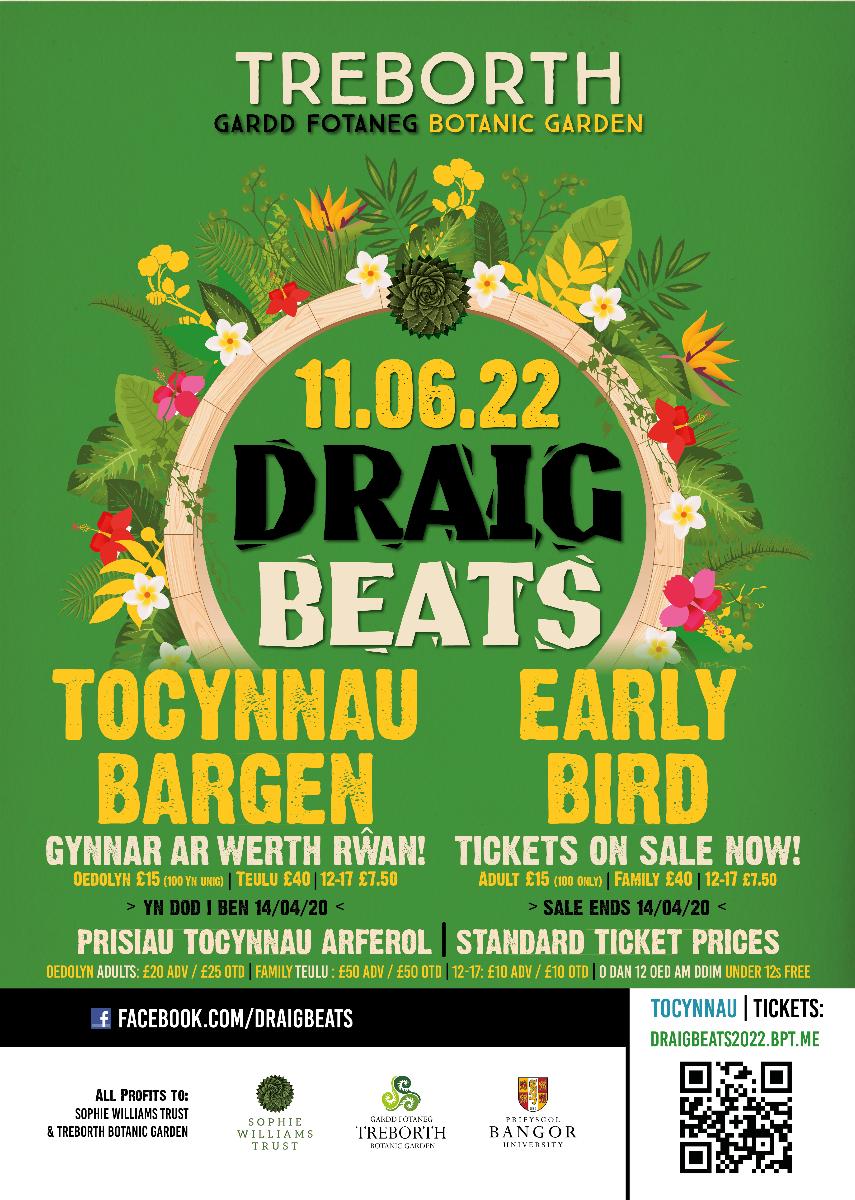 TREBORTH
GARDD FOTANEG BOTANIC GARDEN
11.06.22
DRAIG
BEATS
TOCYNNAU
BARGEN
GYNNAR AR WERTH RŴAN!
OEDOLYN £15 (100 YN UNIG) | TEULU £40 | 12-17 £7.50
> YN DOD I BEN 14/04/20 <
EARLY
BIRD
TICKETS ON SALE NOW!
ADULT £15 (100 ONLY) | FAMILY £40 | 12-17 £7.50
> SALE ENDS 14/04/20 <
PRISIAU TOCYNNAU ARFEROL | STANDARD TICKET PRICES
OEDOLYN ADULTS: £20 ADV / £25 OTD | FAMILY TEULU : £50 ADV / £50 OTD | 12-17: £10 ADV / £10 OTD | O DAN 12 OED AM DDIM UNDER 12s FREE
f FACEBOOK.COM/DRAIGBEATS
TOCYNNAU | TICKETS:
DRAIGBEATS2022.BPT.ME
ALL PROFITS TO:
SOPHIE WILLIAMS TRUST
& TREBORTH BOTANIC GARDEN
SOPHIE
WILLIAMS
TRUST
GARDD FOTANEG
TREBORTH
BOTANIC GARDEN
PRIFYSGOL
BANGOR
UNIVERSITY